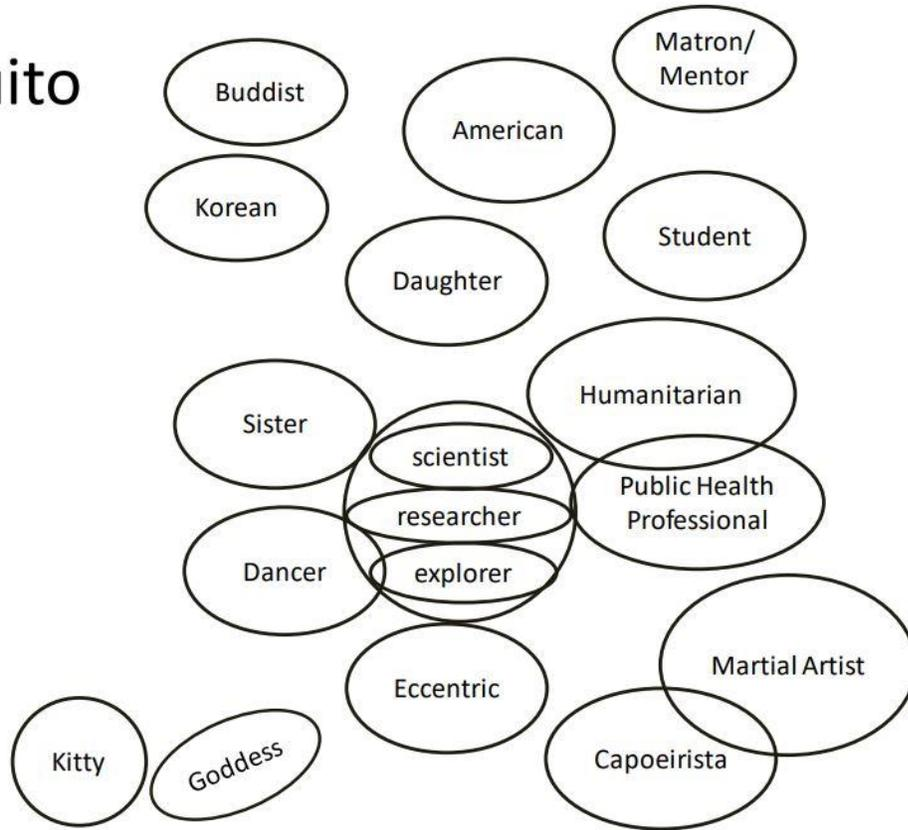 ito
Buddist
American
Matron/
Mentor
Korean
Student
Daughter
Humanitarian
Sister
scientist
researcher
explorer
Public Health
Professional
Dancer
Martial Artist
Eccentric
Capoeirista
Kitty
Goddess